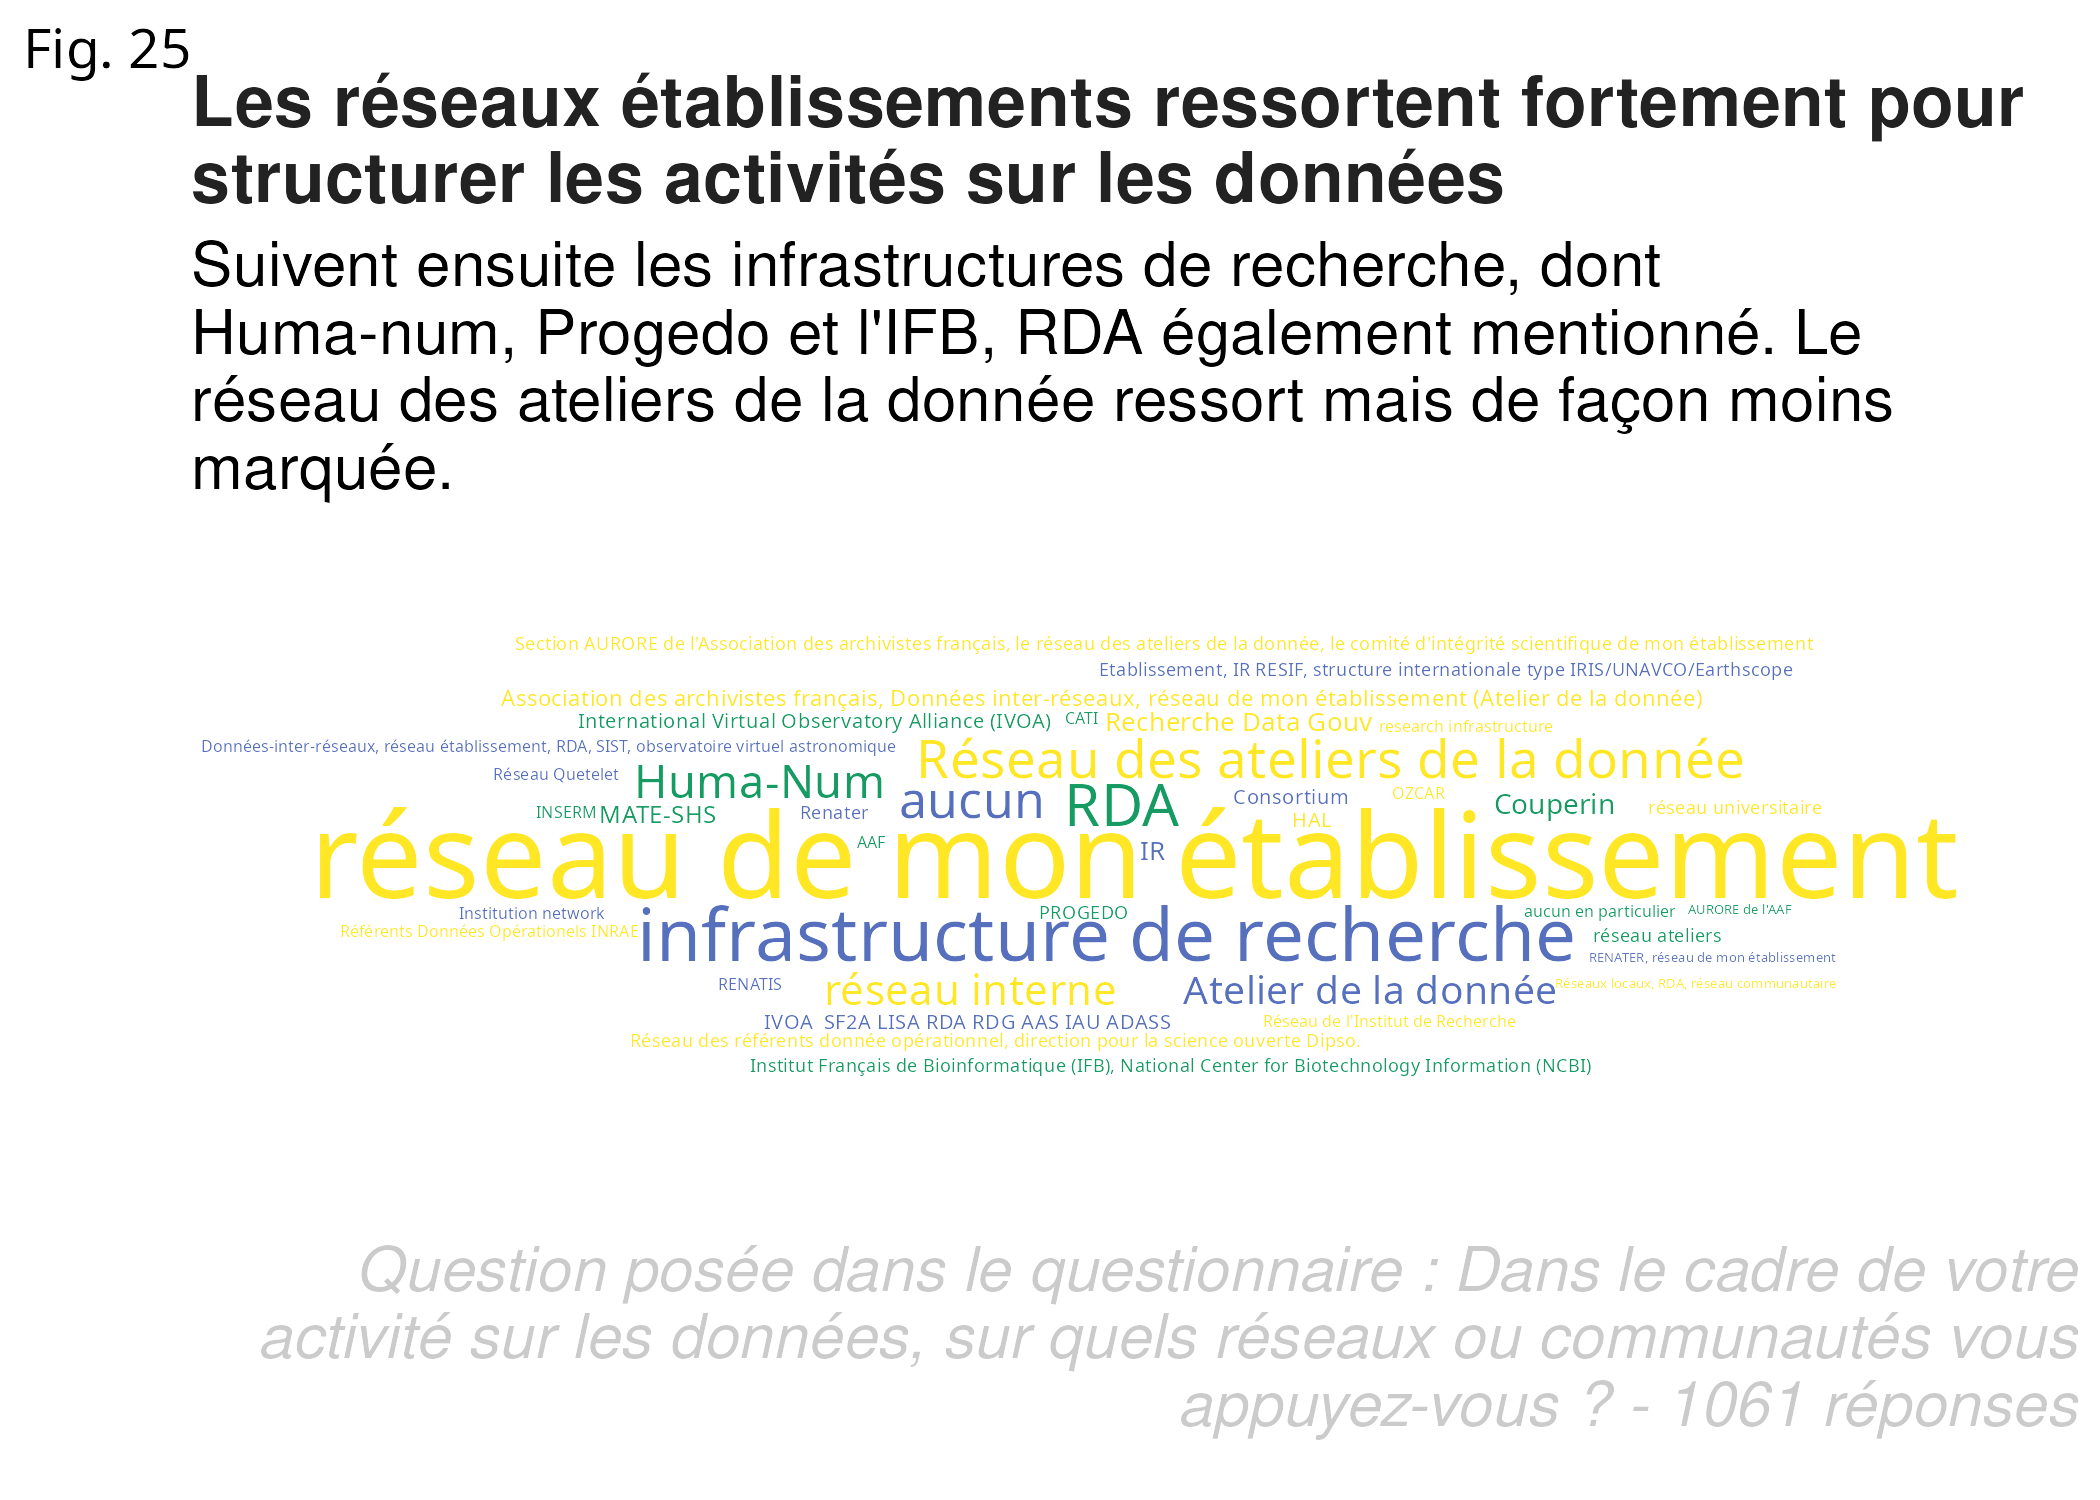 Fig. 25
Les réseaux établissements ressortent fortement pour
structurer les activités sur les données
Suivent ensuite les infrastructures de recherche, dont
Huma-num, Progedo et l'IFB, RDA également mentionné. Le
réseau des ateliers de la donnée ressort mais de façon moins
marquée.
Section AURORE de l'Association des archivistes français, le réseau des ateliers de la donnée, le comité d'intégrité scientifique de mon établissement
Etablissement, IR RESIF, structure internationale type IRIS/UNAVCO/Earthscope
Association des archivistes français, Données inter-réseaux, réseau de mon établissement (Atelier de la donnée)
International Virtual Observatory Alliance (IVOA)
CATI
Recherche Data Gouv
research infrastructure
Données-inter-réseaux, réseau établissement, RDA, SIST, observatoire virtuel astronomique
Réseau des ateliers de la donnée
Réseau Quetelet
Huma-Num
aucun
RDA
Consortium
OZCAR
Couperin
réseau universitaire
INSERM
MATE-SHS
Renater
HAL
réseau de mon établissement
AAF
IR
Institution network
PROGEDO
aucun en particulier
AURORE de l'AAF
Référents Données Opérationels INRAE
infrastructure de recherche
réseau ateliers
RENATER, réseau de mon établissement
RENATIS
réseau interne
Atelier de la donnée
Réseaux locaux, RDA, réseau communautaire
IVOA  SF2A LISA RDA RDG AAS IAU ADASS
Réseau de l'Institut de Recherche
Réseau des référents donnée opérationnel, direction pour la science ouverte Dipso.
Institut Français de Bioinformatique (IFB), National Center for Biotechnology Information (NCBI)
Question posée dans le questionnaire : Dans le cadre de votre
activité sur les données, sur quels réseaux ou communautés vous
appuyez-vous ? - 1061 réponses